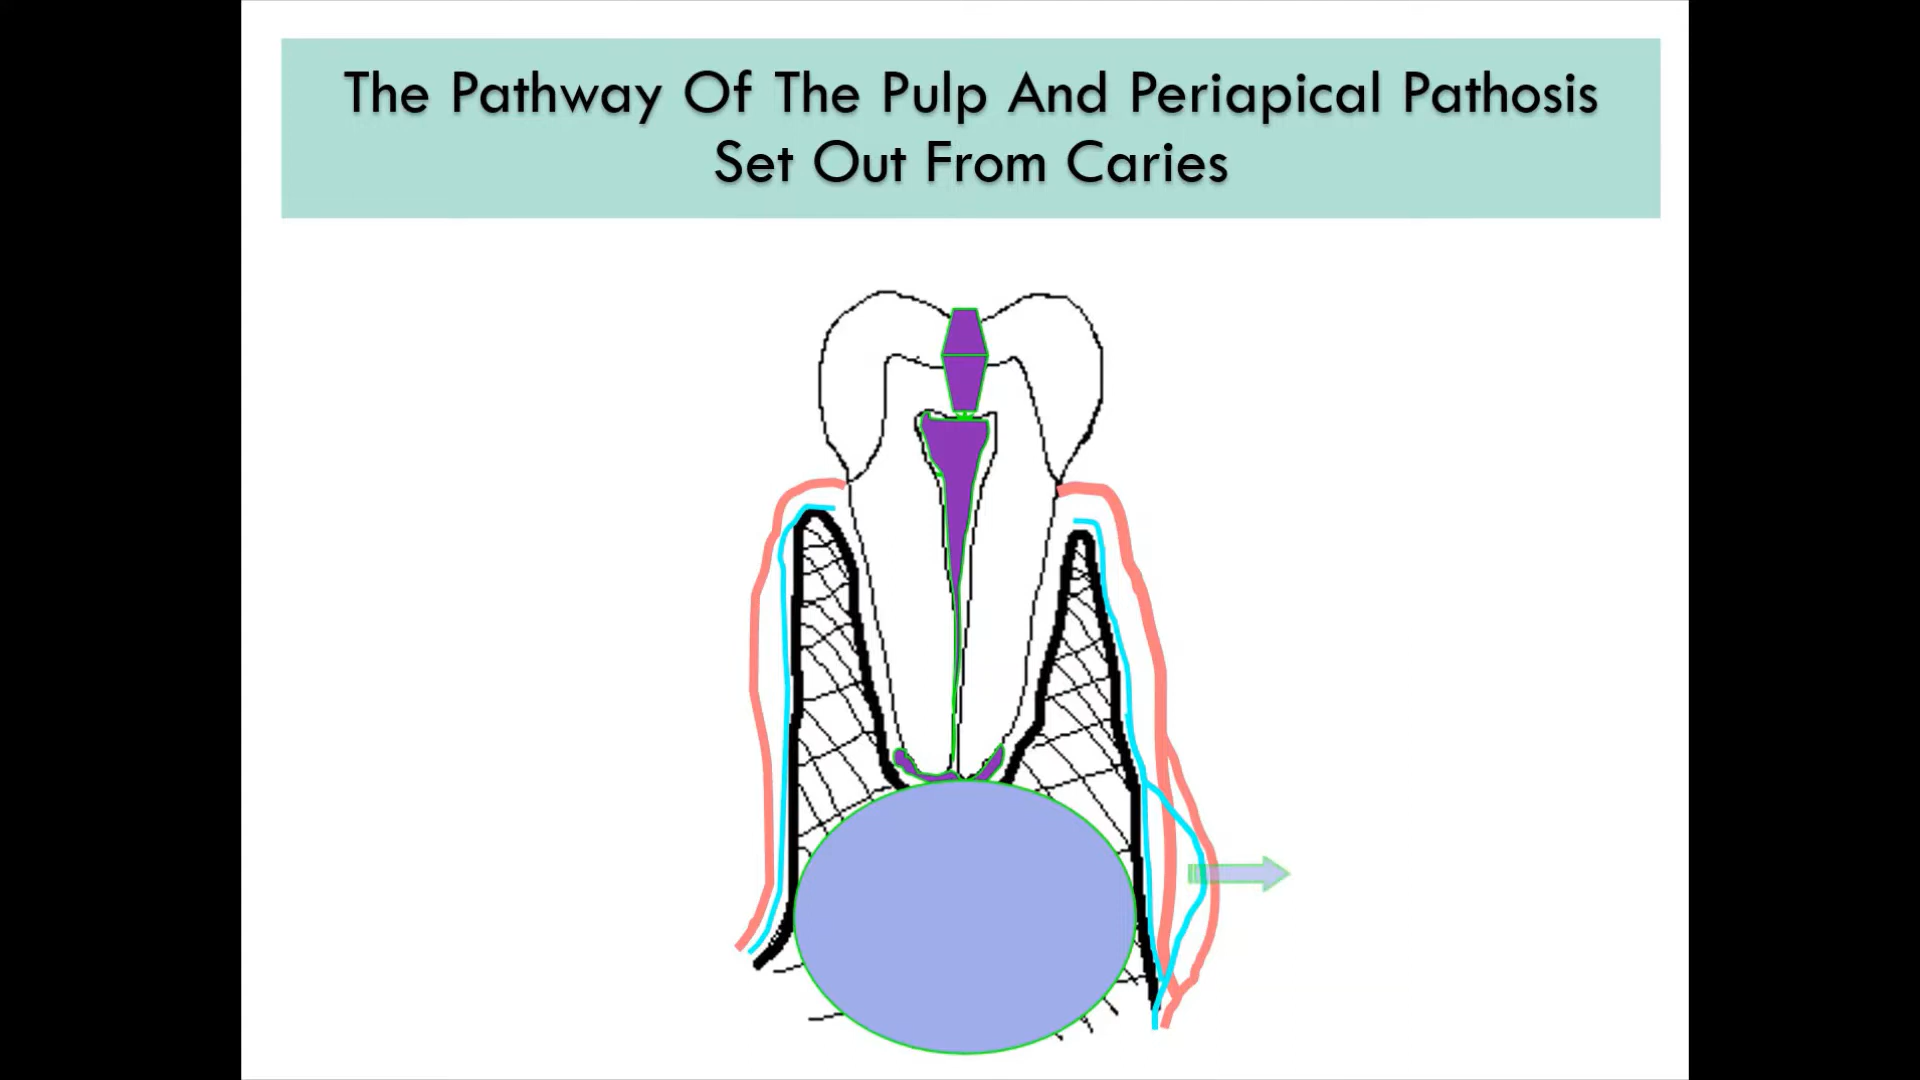 The Pathway Of The Pulp And Periapical Pathosis
Set Out From Caries